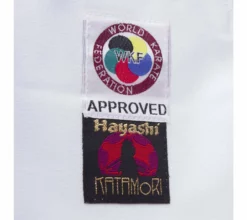 WORLD KARATE
FEDERATION
WKF
APPROVED
Hayashi
KATAMORI